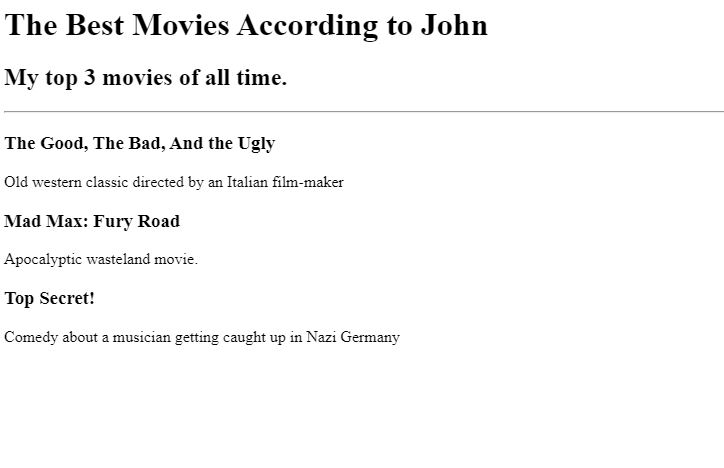 The Best Movies According to John
My top 3 movies of all time.
The Good, The Bad, And the Ugly
Old western classic directed by an Italian film-maker
Mad Max: Fury Road
Apocalyptic wasteland movie.
Top Secret!
Comedy about a musician getting caught up in Nazi Germany